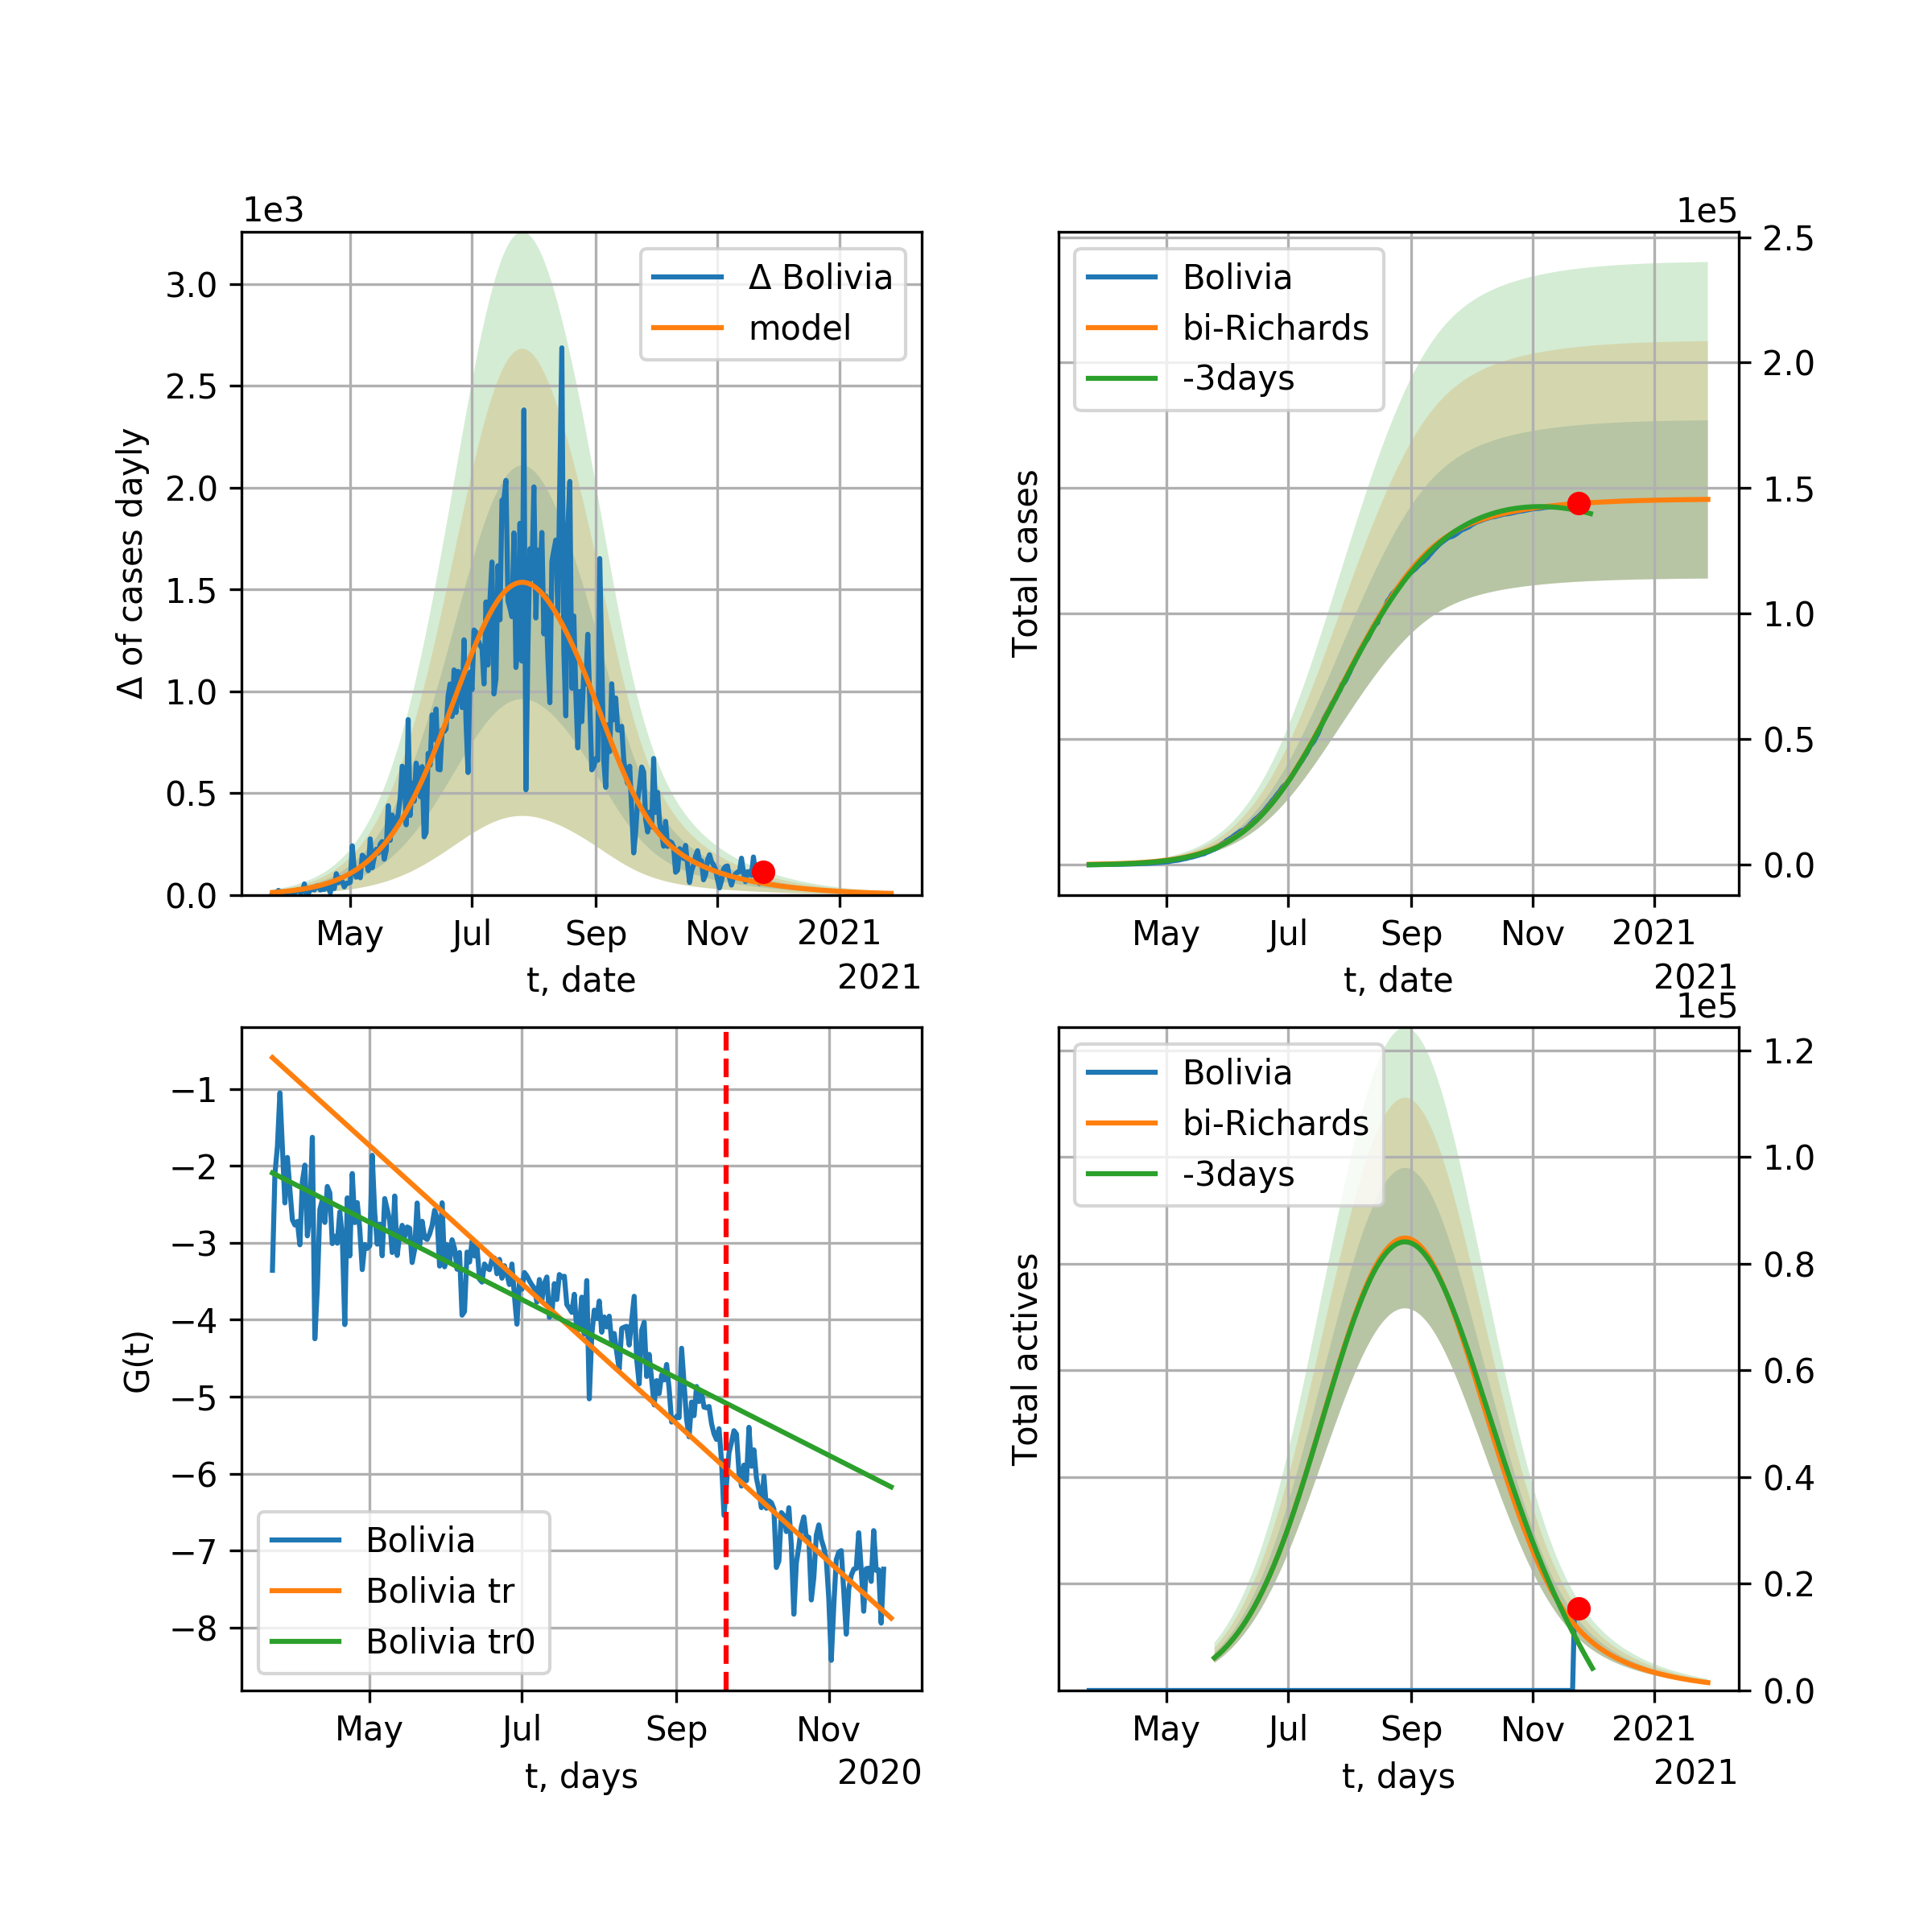 1e3
3.0
2.5
2.0
1.5
1.0
0.5
0.0
Δ of cases dayly
Δ Bolivia
model
May
Jul
Sep
Nov
2021
t, date
2021
1e5
2.5
2.0
1.5
1.0
0.5
0.0
Total cases
Bolivia
bi-Richards
-3days
May
Jul
Sep
Nov
2021
t, date
2021
−1
−2
−3
−4
−5
−6
−7
−8
G(t)
Bolivia
Bolivia tr
Bolivia tr0
May
Jul
Sep
Nov
t, days
2020
1e5
1.2
1.0
0.8
0.6
0.4
0.2
0.0
Total actives
Bolivia
bi-Richards
-3days
May
Jul
Sep
Nov
2021
t, days
2021